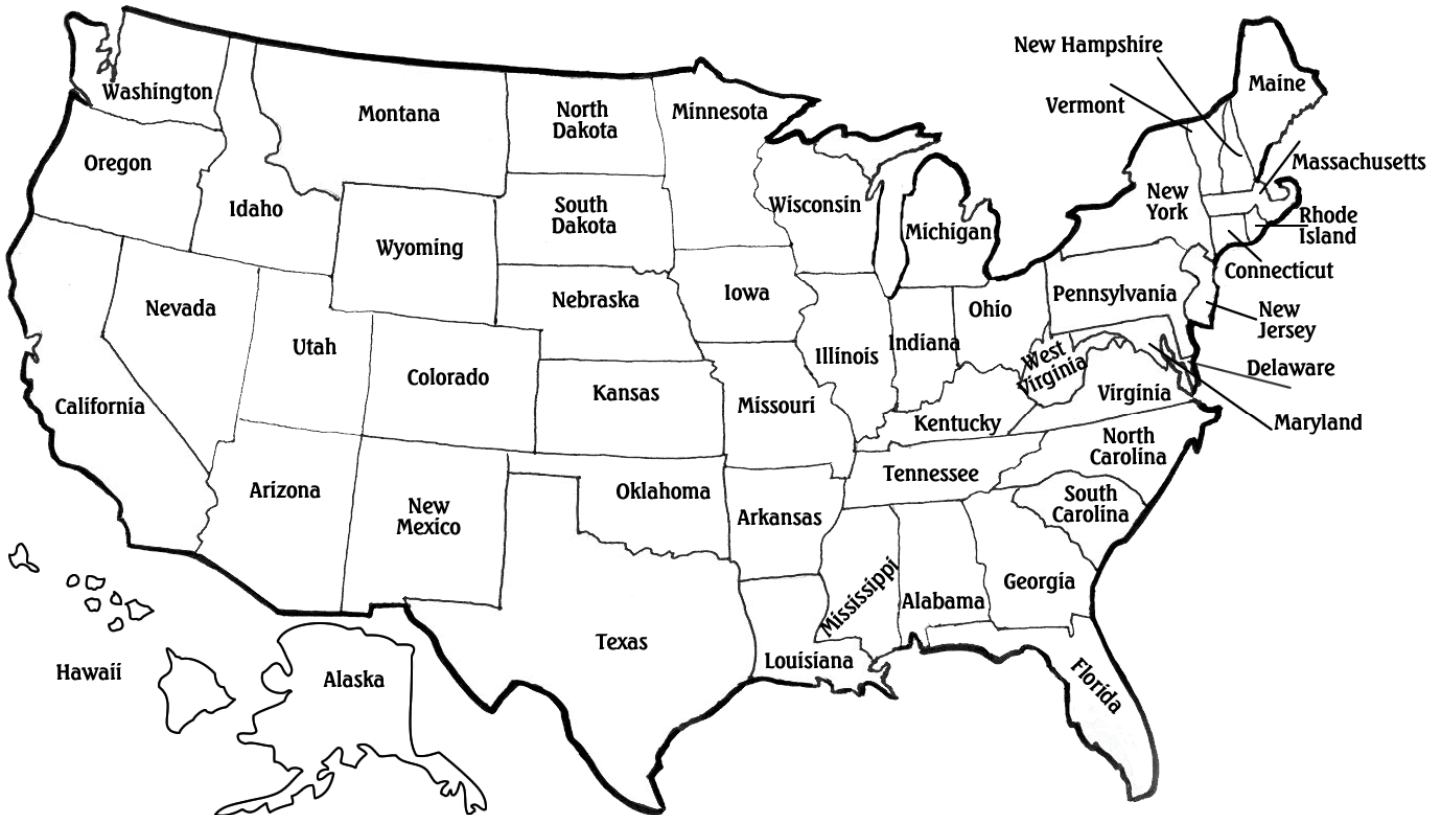 New Hampshire
Maine
Washington
Montana
North
Dakota
Minnesota
Vermont
Oregon
Massachusetts
Idaho
South
Dakota
Wisconsin
New
York
Rhode
Island
Wyoming
Michigan
Connecticut
Nevada
Nebraska
Iowa
Ohio
Pennsylvania
New
Jersey
Utah
Colorado
Illinois
Indiana
West
Virginia
Delaware
California
Kansas
Missouri
Kentucky
Virginia
Maryland
Arizona
New
Mexico
Oklahoma
Arkansas
Tennessee
North
Carolina
South
Carolina
Mississippi
Alabama
Georgia
Texas
Louisiana
Florida
Hawaii
Alaska